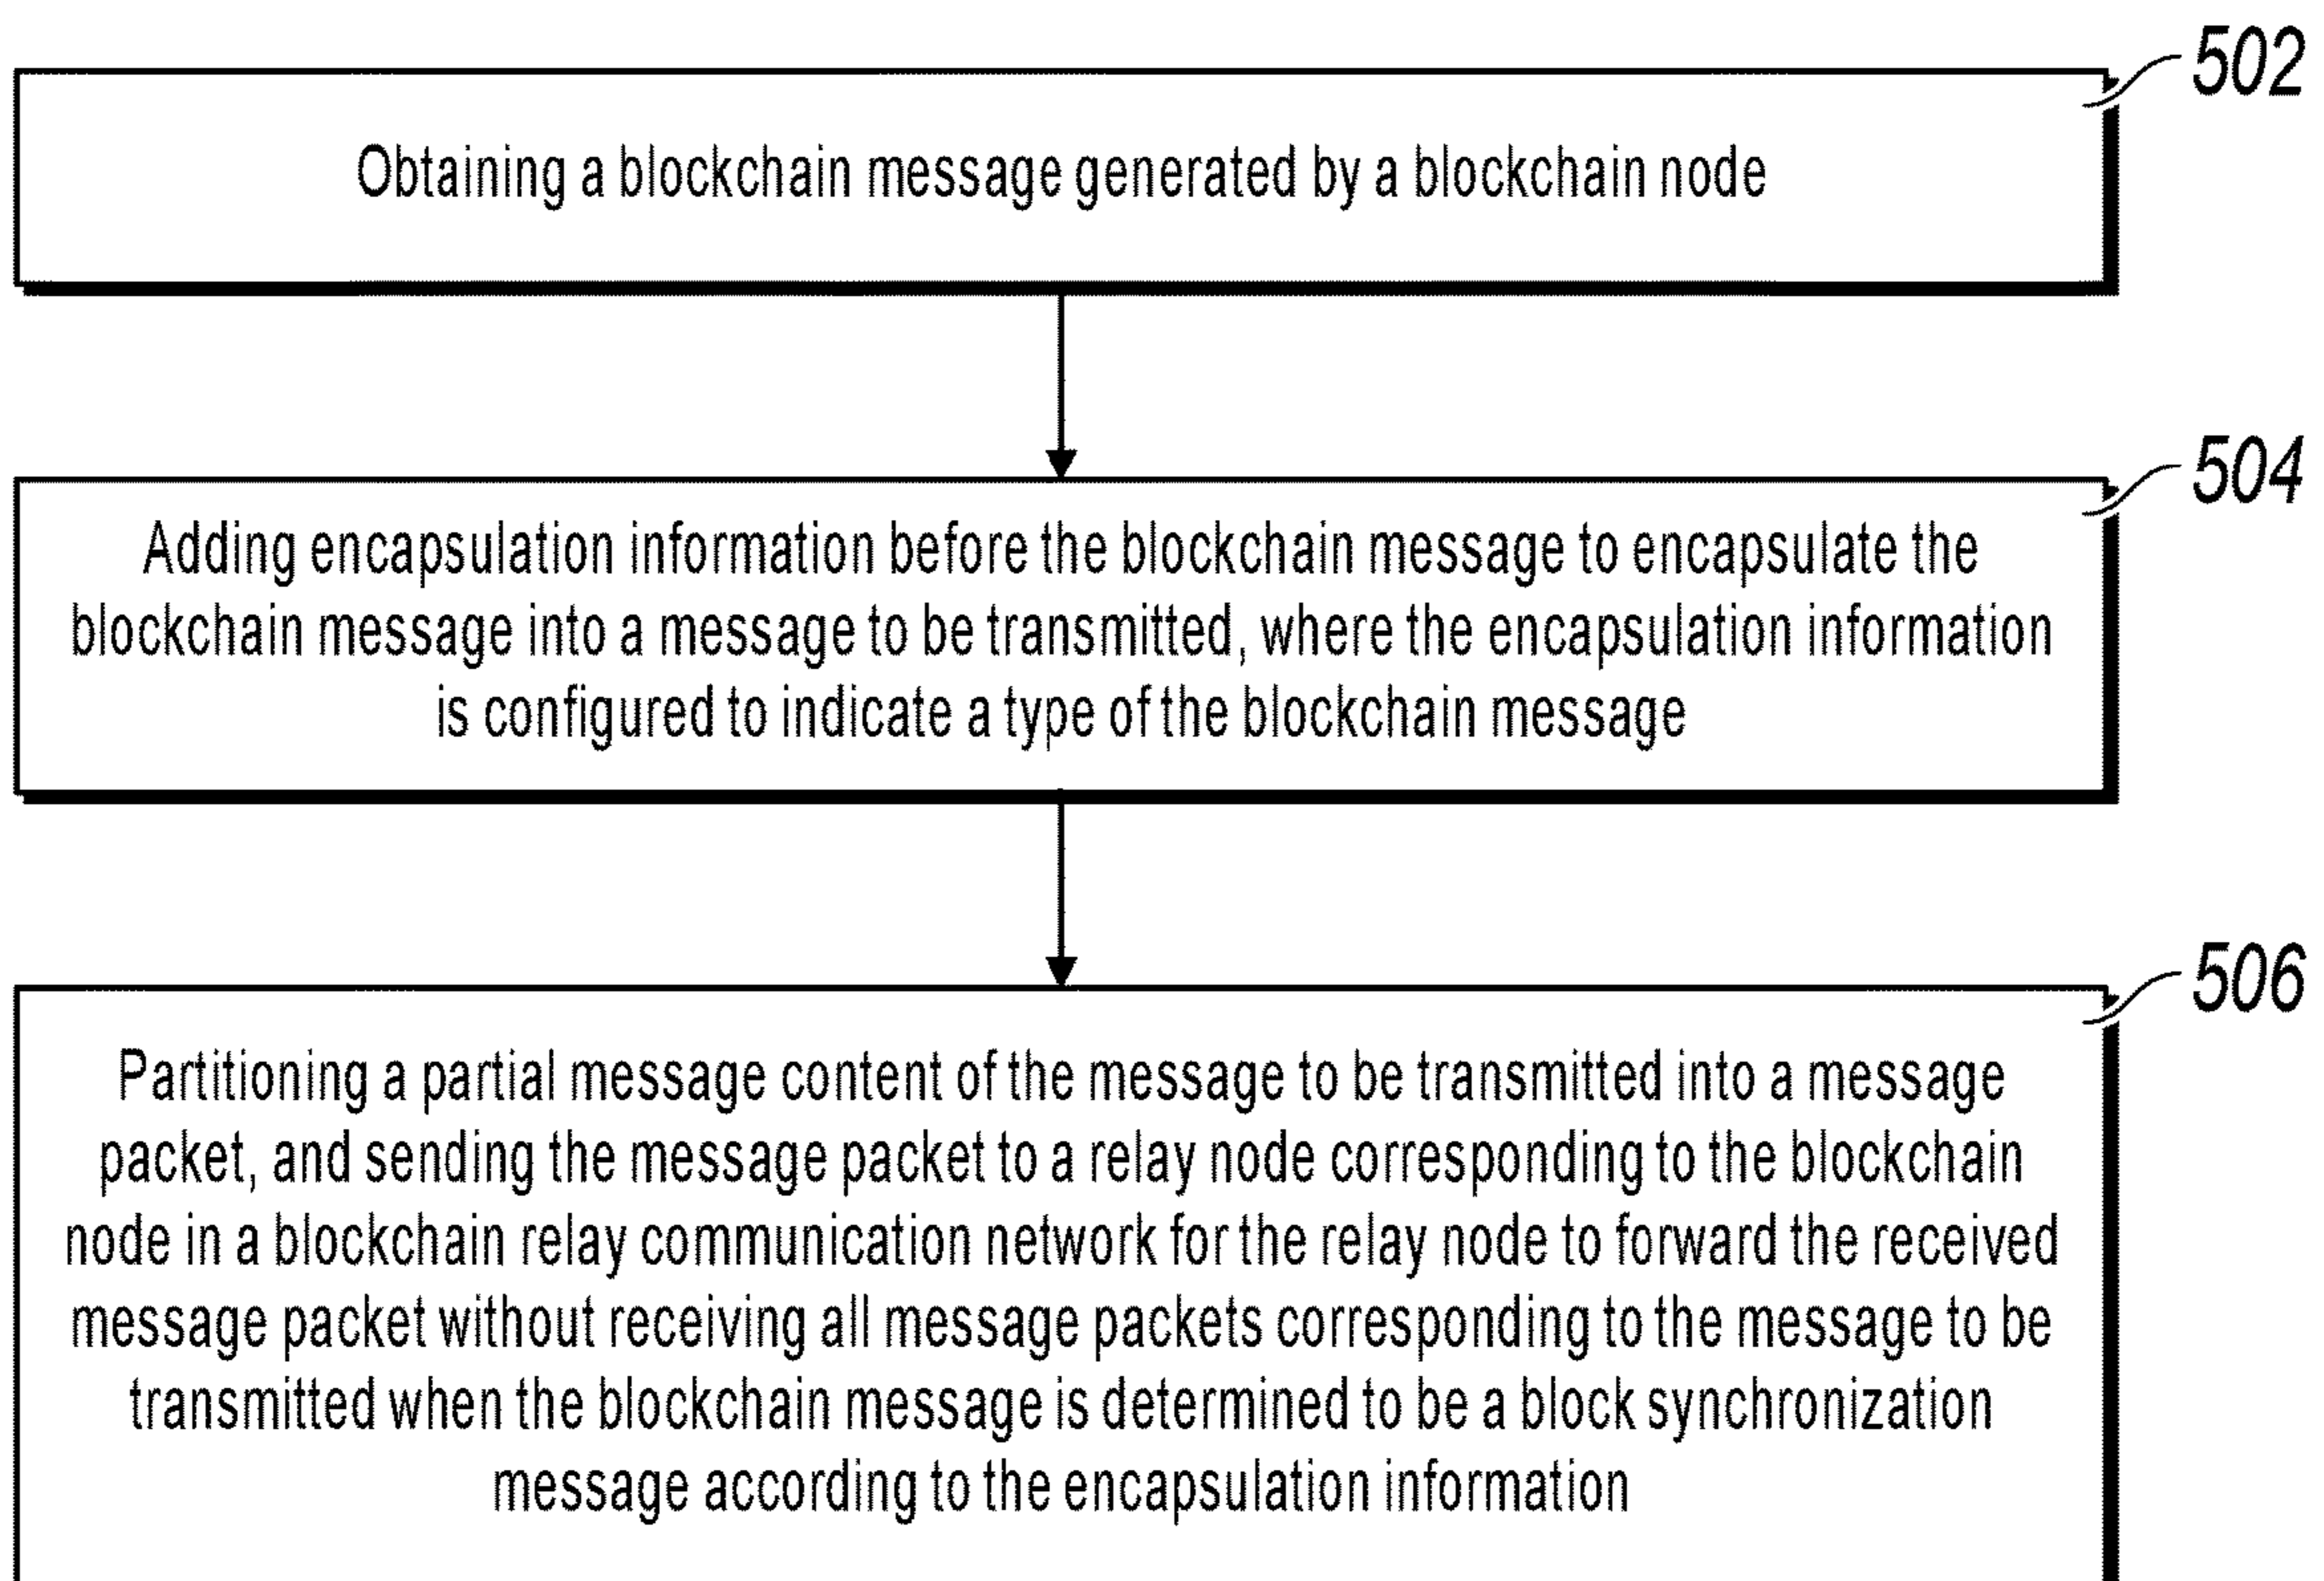 502
Obtaining a blockchain message generated by a blockchain node
504
Adding encapsulation information before the blockchain message to encapsulate the
blockchain message into a message to be transmitted, where the encapsulation information
is configured to indicate a type of the blockchain message
506
Partitioning a partial message content of the message to be transmitted into a message
packet, and sending the message packet to a relay node corresponding to the blockchain
node in a blockchain relay communication network for the relay node to forward the received
message packet without receiving all message packets corresponding to the message to be
transmitted when the blockchain message is determined to be a block synchronization
message according to the encapsulation information